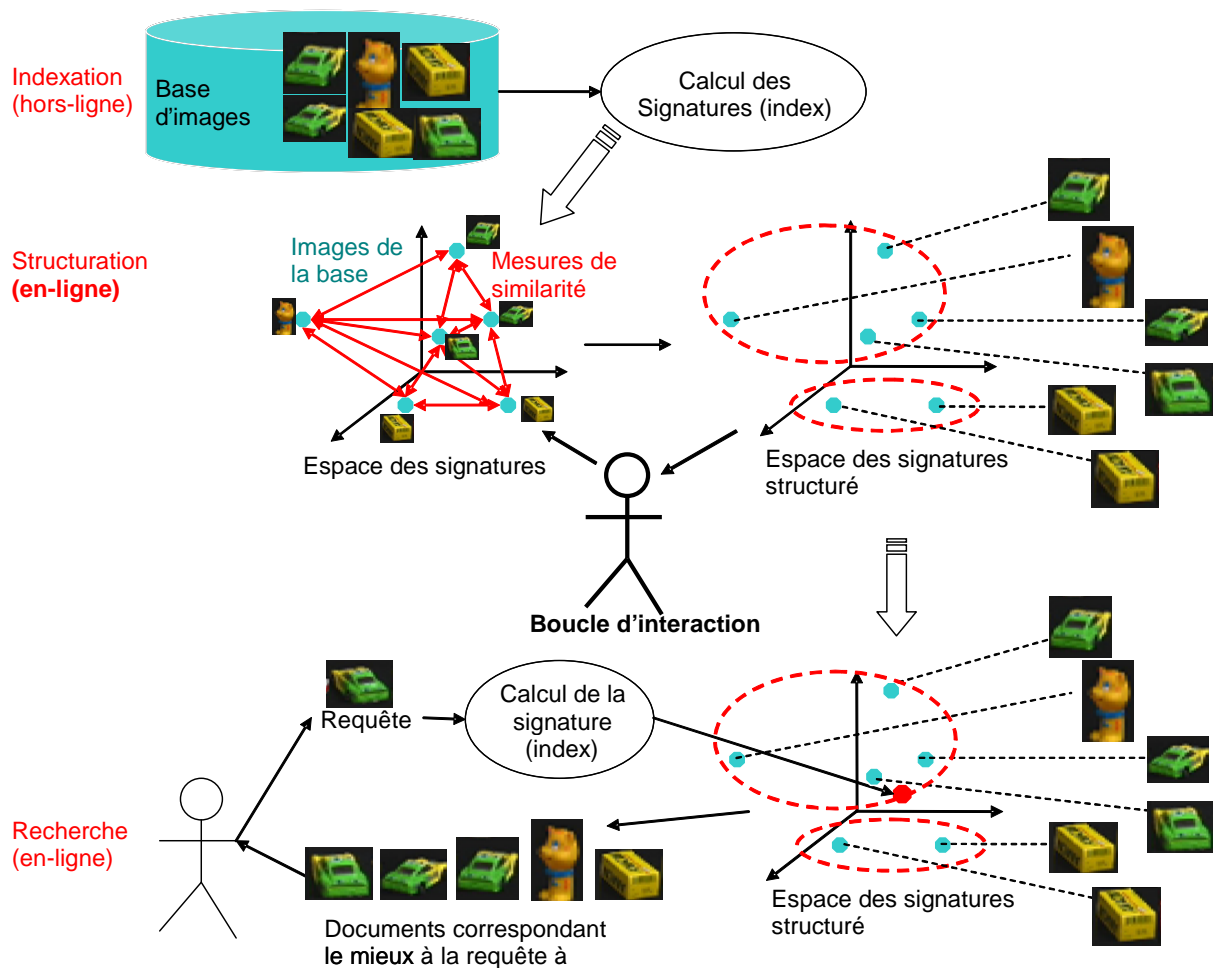 Indexation
(hors-ligne)
Base
d'images
Calcul des
Signatures (index)
Structuration
(en-ligne)
Images de
la base
Mesures de
similarité
Espace des signatures
Espace des signatures
structuré
Boucle d'interaction
Requête
Calcul de la
signature
(index)
Recherche
(en-ligne)
Espace des signatures
structuré
Documents correspondant
le mieux à la requête à